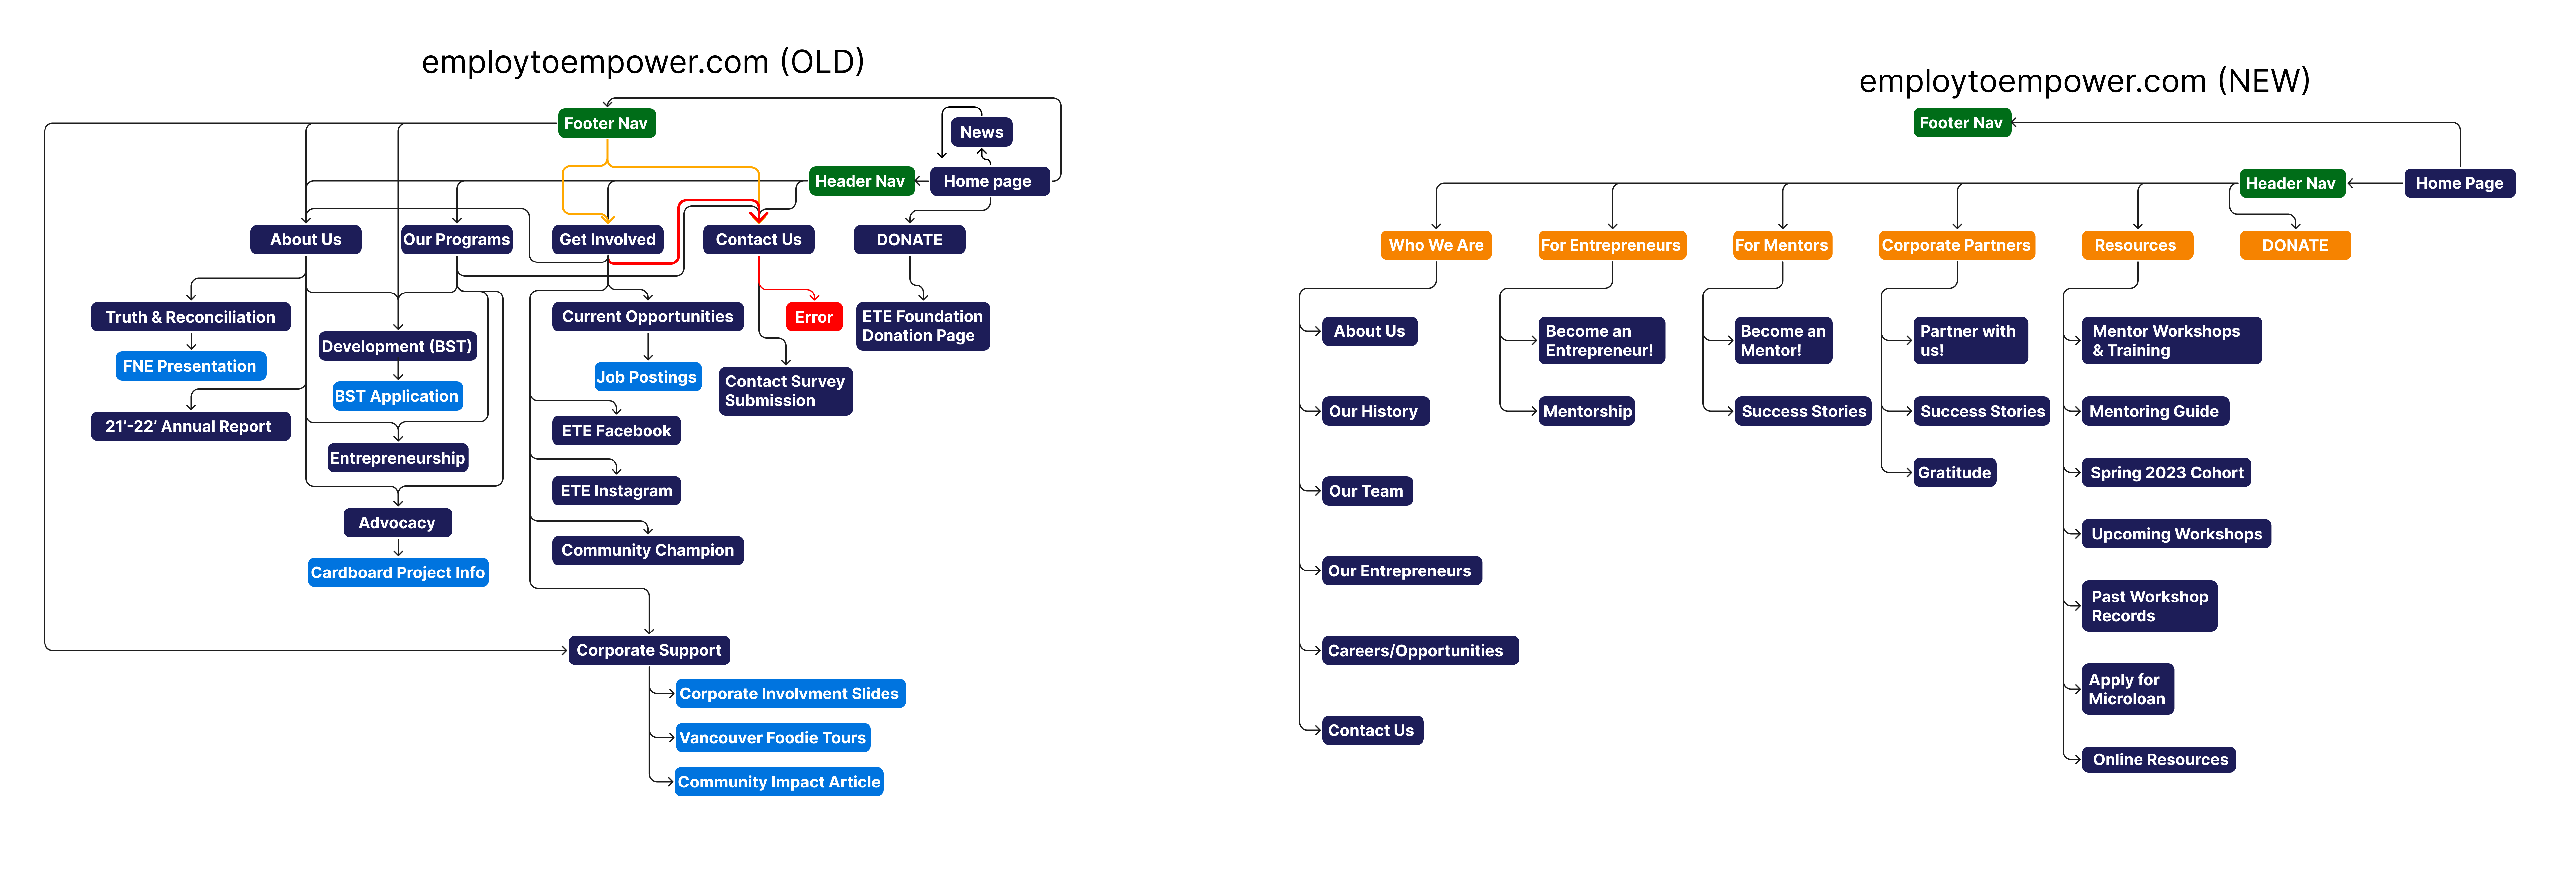 employtoempower.com (OLD)
Footer Nav
News
Header Nav
Home page
About Us
Our Programs
Get Involved
Contact Us
DONATE
Truth & Reconciliation
FNE Presentation
21’-22’ Annual Report
Development (BST)
BST Application
Entrepreneurship
Advocacy
Cardboard Project Info
Current Opportunities
Job Postings
ETE Facebook
ETE Instagram
Community Champion
Corporate Support
Corporate Involvment Slides
Vancouver Foodie Tours
Community Impact Article
Error
Contact Survey
Submission
ETE Foundation
Donation Page
employtoempower.com (NEW)
Footer Nav
Header Nav
Home Page
Who We Are
For Entrepreneurs
For Mentors
Corporate Partners
Resources
DONATE
About Us
Our History
Our Team
Our Entrepreneurs
Careers/Opportunities
Contact Us
Become an
Entrepreneur!
Mentorship
Become an
Mentor!
Success Stories
Partner with
us!
Success Stories
Gratitude
Mentor Workshops
& Training
Mentoring Guide
Spring 2023 Cohort
Upcoming Workshops
Past Workshop
Records
Apply for
Microloan
Online Resources